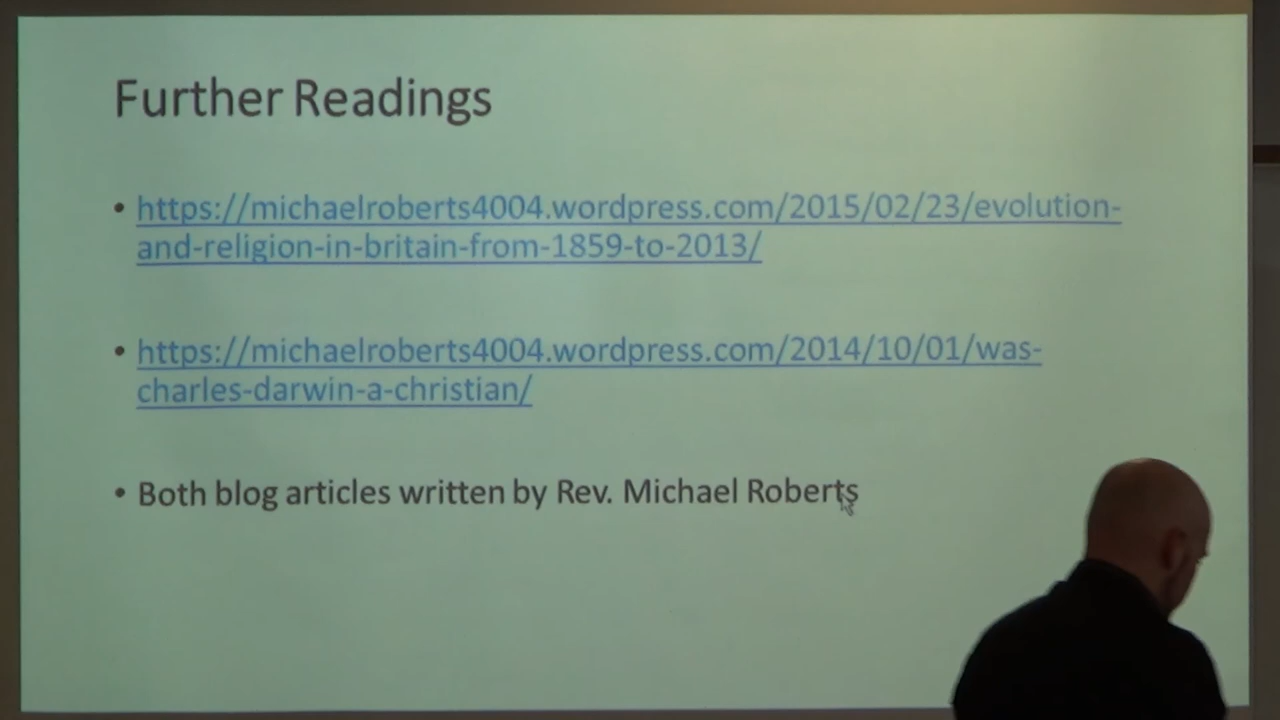 Further Readings
• https://michaelroberts4004.wordpress.com/2015/02/23/evolution-
and-religion-in-britain-from-1859-to-2013/
• https://michaelroberts4004.wordpress.com/2014/10/01/was-
charles-darwin-a-christian/
• Both blog articles written by Rev. Michael Roberts